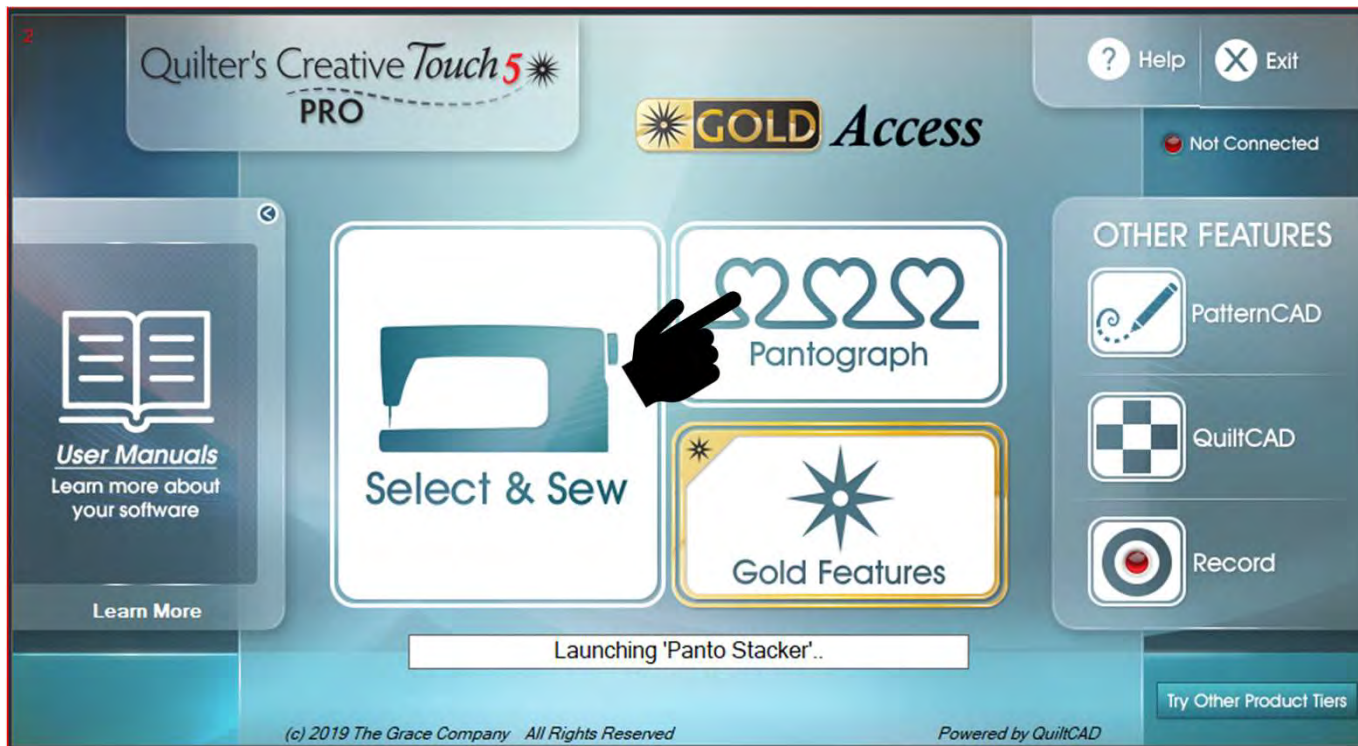 2
Quilter's Creative Touch 5
PRO
GOLD Access
? Help
X Exit
Not Connected
User Manuals
Learn more about
your software
Learn More
Select & Sew
Pantograph
Gold Features
OTHER FEATURES
PatternCAD
QuiltCAD
Record
Launching 'Panto Stacker'..
Try Other Product Tiers
(c) 2019 The Grace Company All Rights Reserved
Powered by QuiltCAD